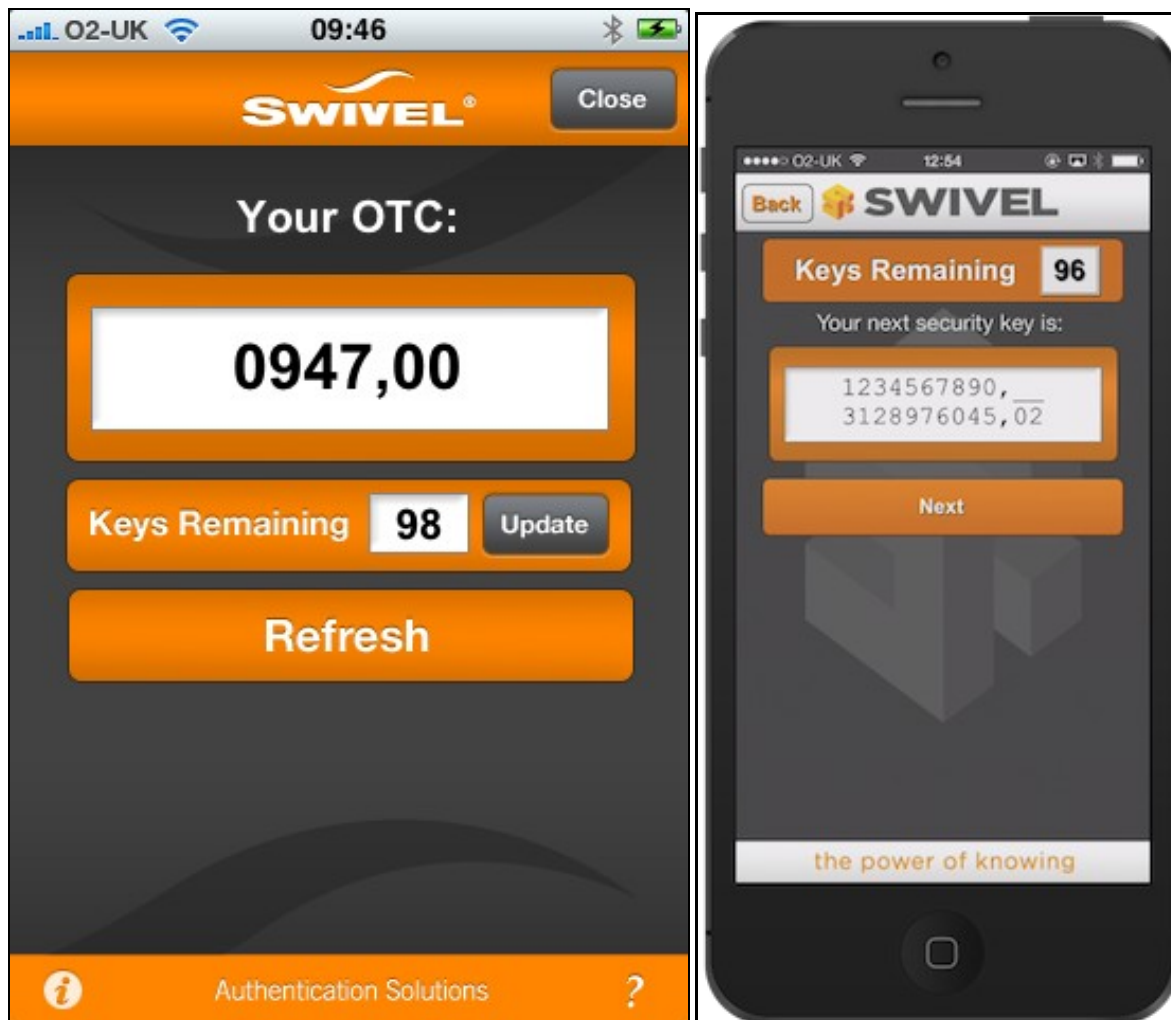 O2-UK 09:46
SWIVEL® Close
Your OTC:
0947,00
Keys Remaining 98 Update
Refresh
i Authentication Solutions ?
O2-UK 12:54
Back SWIVEL
Keys Remaining 96
Your next security key is:
1234567890,__
3128976045,02
Next
the power of knowing